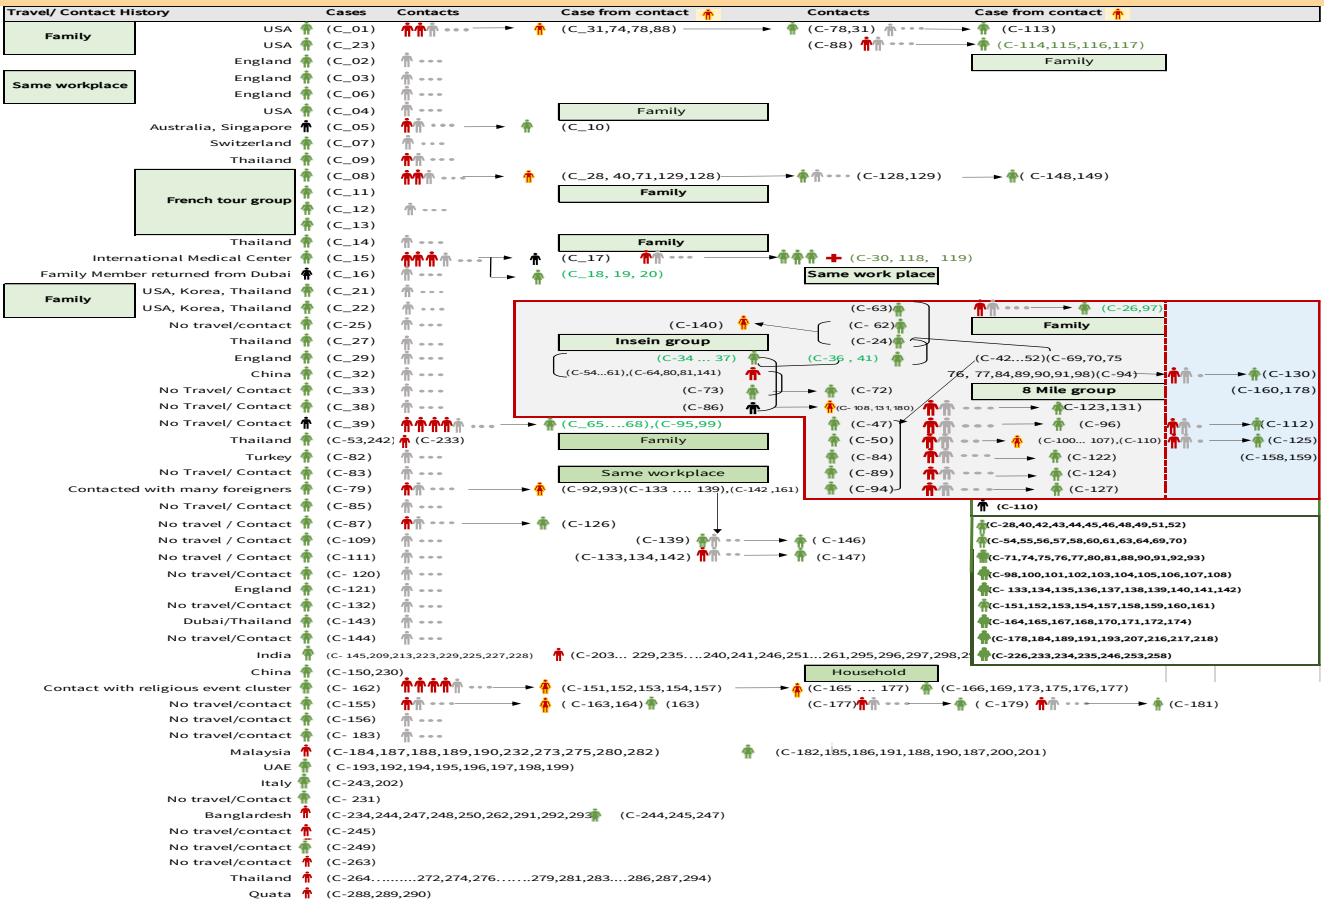 Travel/ Contact History Cases Contacts Case from contact Contacts Case from contact
Family USA (C_01) (C_31,74,78,88) (C-78,31) (C-113)
USA (C_23) (C-88) (C-114,115,116,117)
England (C_02) Family
Same workplace England (C_03)
England (C_06)
USA (C_04) Family
Australia, Singapore (C_05) (C_10)
Switzerland (C_07)
Thailand (C_09)
(C_08) (C_28, 40,71,129,128) (C-128,129) ( C-148,149)
French tour group (C_11) Family
(C_12)
(C_13)
Thailand (C_14) Family
International Medical Center (C_15) (C_17) (C-30, 118, 119)
Family Member returned from Dubai (C_16) (C_18, 19, 20) Same work place
Family USA, Korea, Thailand (C_21)
USA, Korea, Thailand (C_22) (C-63) (C-26,97)
No travel/contact (C-25) (C-140) (C- 62) Family
Thailand (C_27) Insein group (C-24)
England (C_29) (C-34 ... 37) (C-36 , 41) (C-42...52)(C-69,70,75
China (C_32) (C-54...61),(C-64,80,81,141) 76, 77,84,89,90,91,98)(C-94) (C-130)
No Travel/ Contact (C_33) (C-73) (C-72) 8 Mile group (C-160,178)
No Travel/ Contact (C_38) (C-86) (C- 108,131,180) (C-123,131)
No Travel/ Contact (C_39) (C_65....68),(C-95,99) (C-47) (C-96) (C-112)
Thailand (C-53,242) (C-233) Family (C-50) (C-100... 107),(C-110) (C-125)
Turkey (C-82) (C-84) (C-122) (C-158,159)
No Travel/ Contact (C-83) Same workplace (C-89) (C-124)
Contacted with many foreigners (C-79) (C-92,93)(C-133 .... 139),(C-142 ,161) (C-94) (C-127)
No Travel/ Contact (C-85) (C-110)
No travel / Contact (C-87) (C-126) (C-28,40,42,43,44,45,46,48,49,51,52)
No travel / Contact (C-109) (C-139) ( C-146) (C-54,55,56,57,58,60,61,63,64,69,70)
No travel / Contact (C-111) (C-133,134,142) (C-147) (C-71,74,75,76,77,80,81,88,90,91,92,93)
No travel/Contact (C- 120) (C-98,100,101,102,103,104,105,106,107,108)
England (C-121) (C- 133,134,135,136,137,138,139,140,141,142)
No travel/Contact (C-132) (C-151,152,153,154,157,158,159,160,161)
Dubai/Thailand (C-143) (C-164,165,167,168,170,171,172,174)
No travel/Contact (C-144) (C-178,184,189,191,193,207,216,217,218)
India (C- 145,209,213,223,229,225,227,228) (C-203... 229,235....240,241,246,251...261,295,296,297,298,29 (C-226,233,234,235,246,253,258)
China (C-150,230) Household
Contact with religious event cluster (C- 162) (C-151,152,153,154,157) (C-165 .... 177) (C-166,169,173,175,176,177)
No travel/contact (C-155) ( C-163,164) (163) (C-177) ( C-179) (C-181)
No travel/contact (C-156)
No travel/contact (C- 183)
Malaysia (C-184,187,188,189,190,232,273,275,280,282) (C-182,185,186,191,188,190,187,200,201)
UAE ( C-193,192,194,195,196,197,198,199)
Italy (C-243,202)
No travel/Contact (C- 231)
Banglardesh (C-234,244,247,248,250,262,291,292,293 (C-244,245,247)
No travel/contact (C-245)
No travel/contact (C-249)
No travel/contact (C-263)
Thailand (C-264...........272,274,276.......279,281,283....286,287,294)
Quata (C-288,289,290)